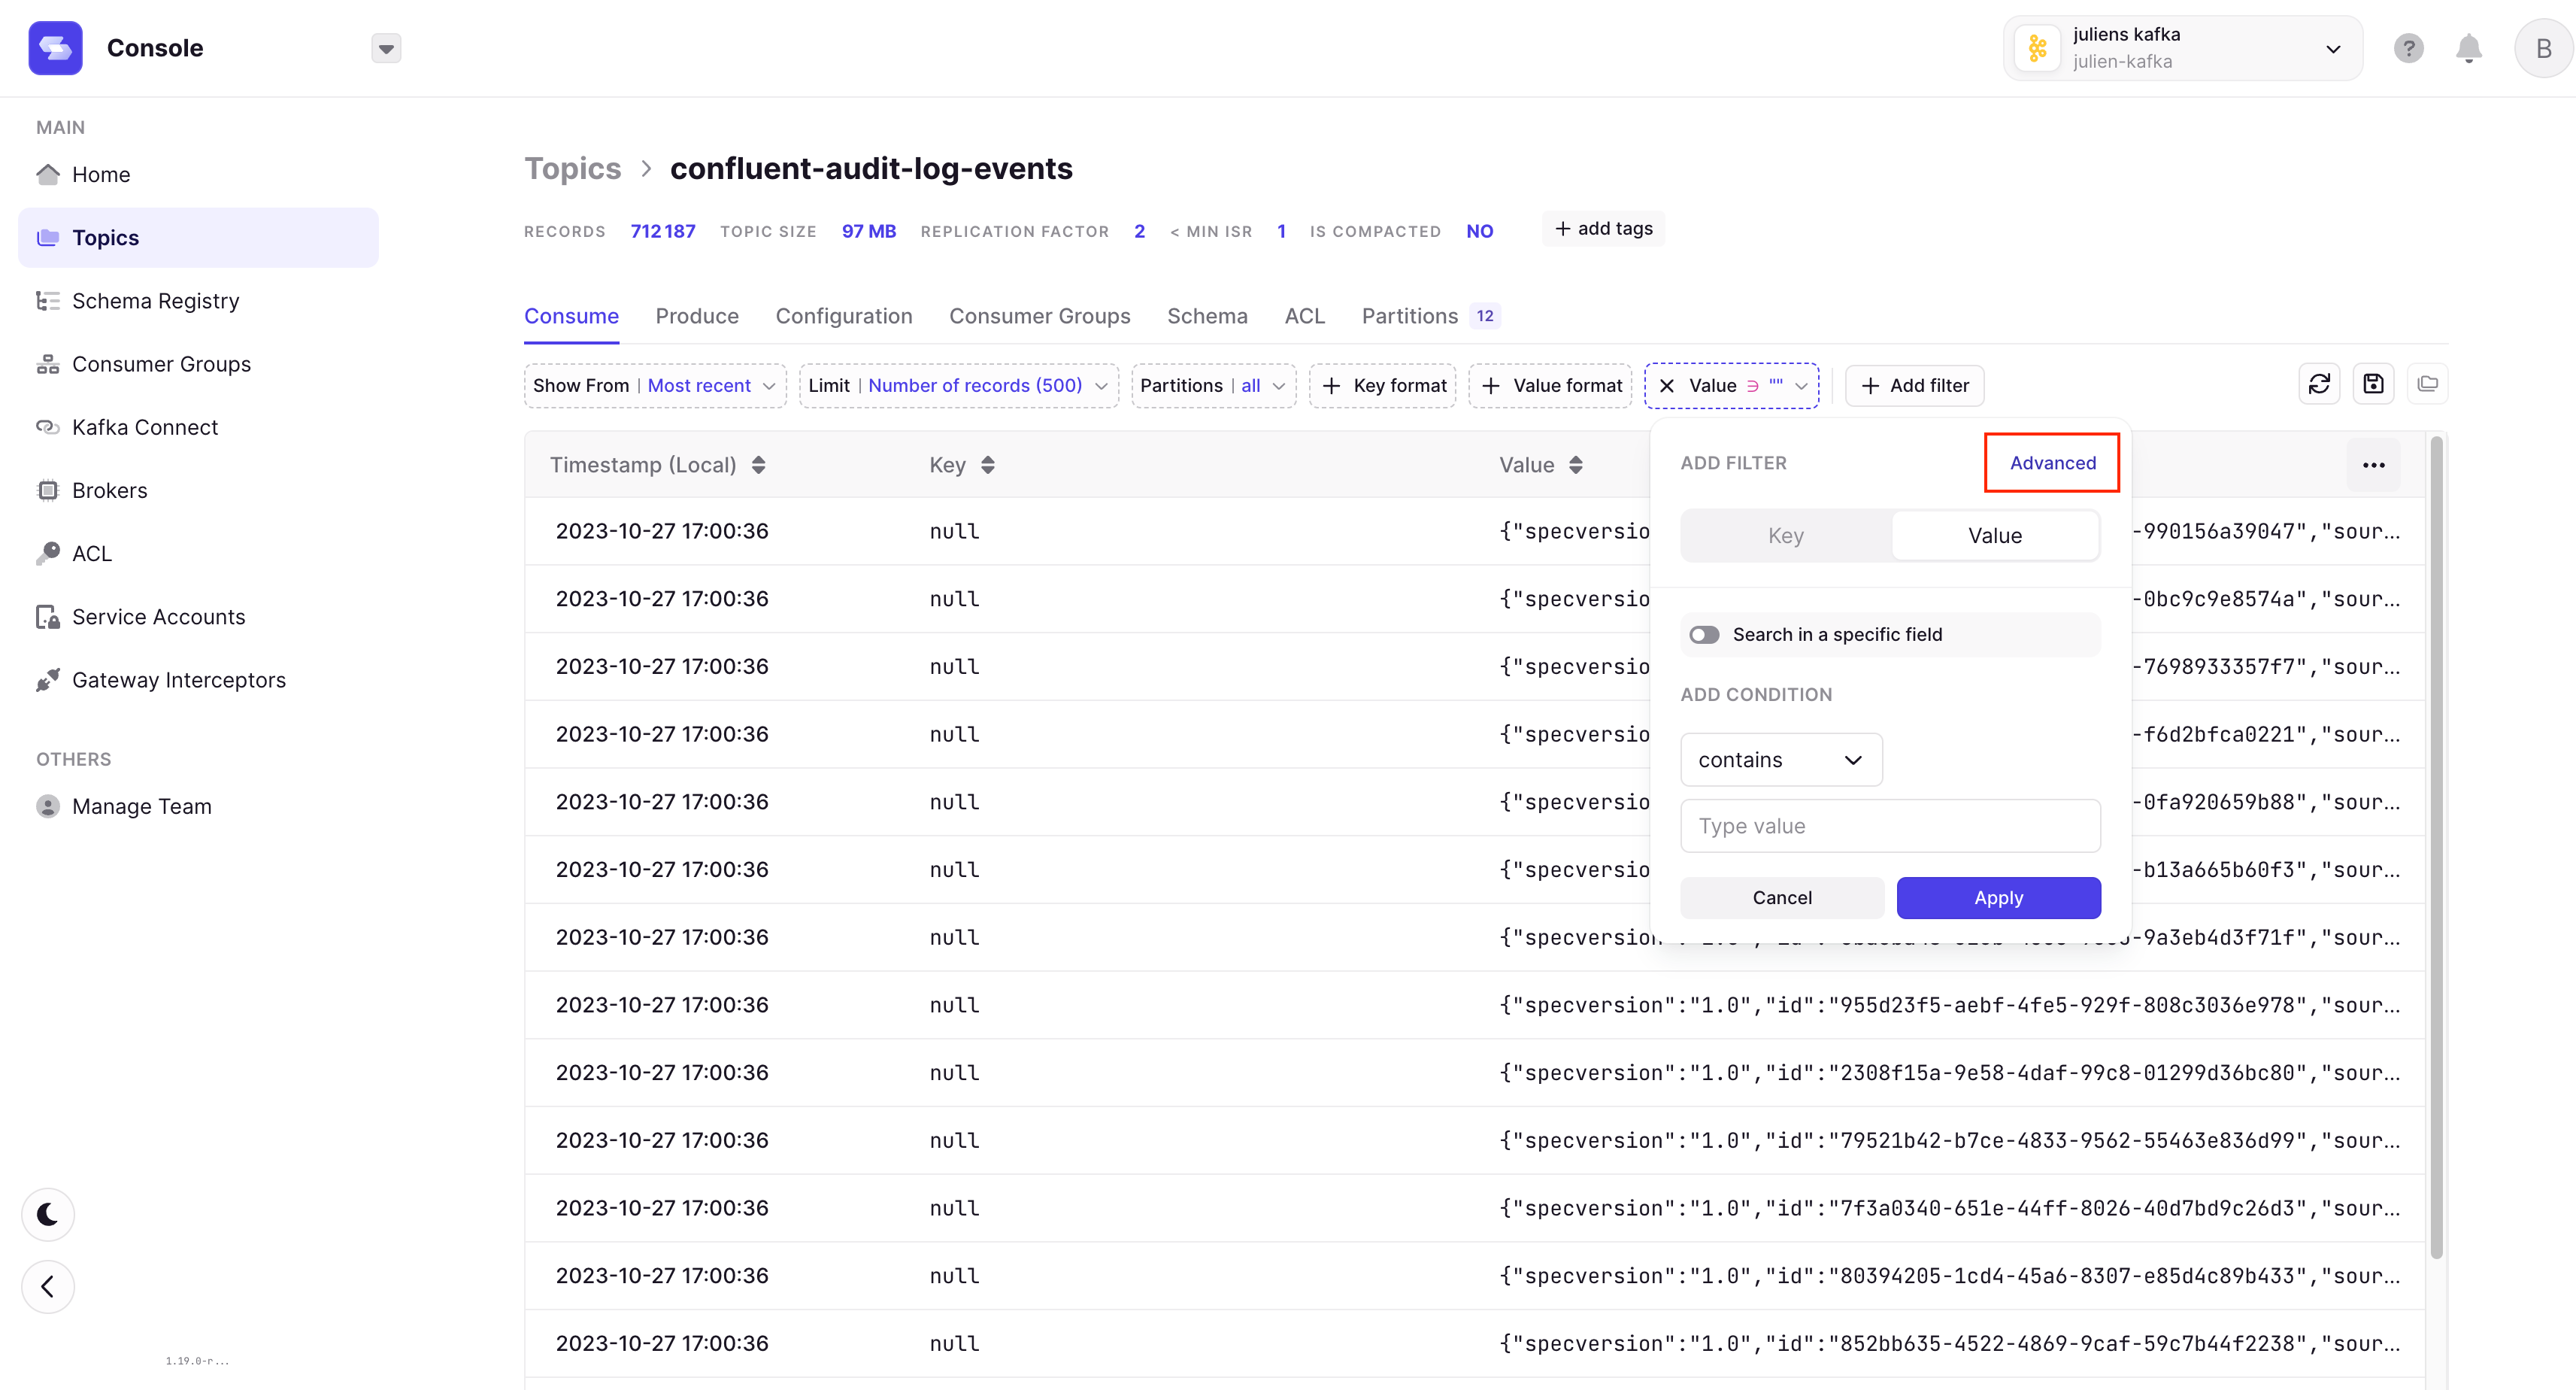 Console
juliens kafka
julien-kafka
B
MAIN
Home
Topics
Schema Registry
Consumer Groups
Kafka Connect
Brokers
ACL
Service Accounts
Gateway Interceptors
OTHERS
Manage Team
1.19.0-r...
Topics > confluent-audit-log-events
RECORDS 712 187 TOPIC SIZE 97 MB REPLICATION FACTOR 2 < MIN ISR 1 IS COMPACTED NO + add tags
Consume Produce Configuration Consumer Groups Schema ACL Partitions 12
Show From | Most recent Limit | Number of records (500) Partitions | all + Key format + Value format × Value ∋ "" + Add filter
Timestamp (Local) Key Value ...
2023-10-27 17:00:36 null {"specversio -990156a39047","sour...
2023-10-27 17:00:36 null {"specversio -0bc9c9e8574a","sour...
2023-10-27 17:00:36 null {"specversio -7698933357f7","sour...
2023-10-27 17:00:36 null {"specversio -f6d2bfca0221","sour...
2023-10-27 17:00:36 null {"specversio -0fa920659b88","sour...
2023-10-27 17:00:36 null {"specversio -b13a665b60f3","sour...
2023-10-27 17:00:36 null {"specversion -9a3eb4d3f71f","sour...
2023-10-27 17:00:36 null {"specversion":"1.0","id":"955d23f5-aebf-4fe5-929f-808c3036e978","sour...
2023-10-27 17:00:36 null {"specversion":"1.0","id":"2308f15a-9e58-4daf-99c8-01299d36bc80","sour...
2023-10-27 17:00:36 null {"specversion":"1.0","id":"79521b42-b7ce-4833-9562-55463e836d99","sour...
2023-10-27 17:00:36 null {"specversion":"1.0","id":"7f3a0340-651e-44ff-8026-40d7bd9c26d3","sour...
2023-10-27 17:00:36 null {"specversion":"1.0","id":"80394205-1cd4-45a6-8307-e85d4c89b433","sour...
2023-10-27 17:00:36 null {"specversion":"1.0","id":"852bb635-4522-4869-9caf-59c7b44f2238","sour...
ADD FILTER Advanced
Key Value
Search in a specific field
ADD CONDITION
contains
Type value
Cancel Apply